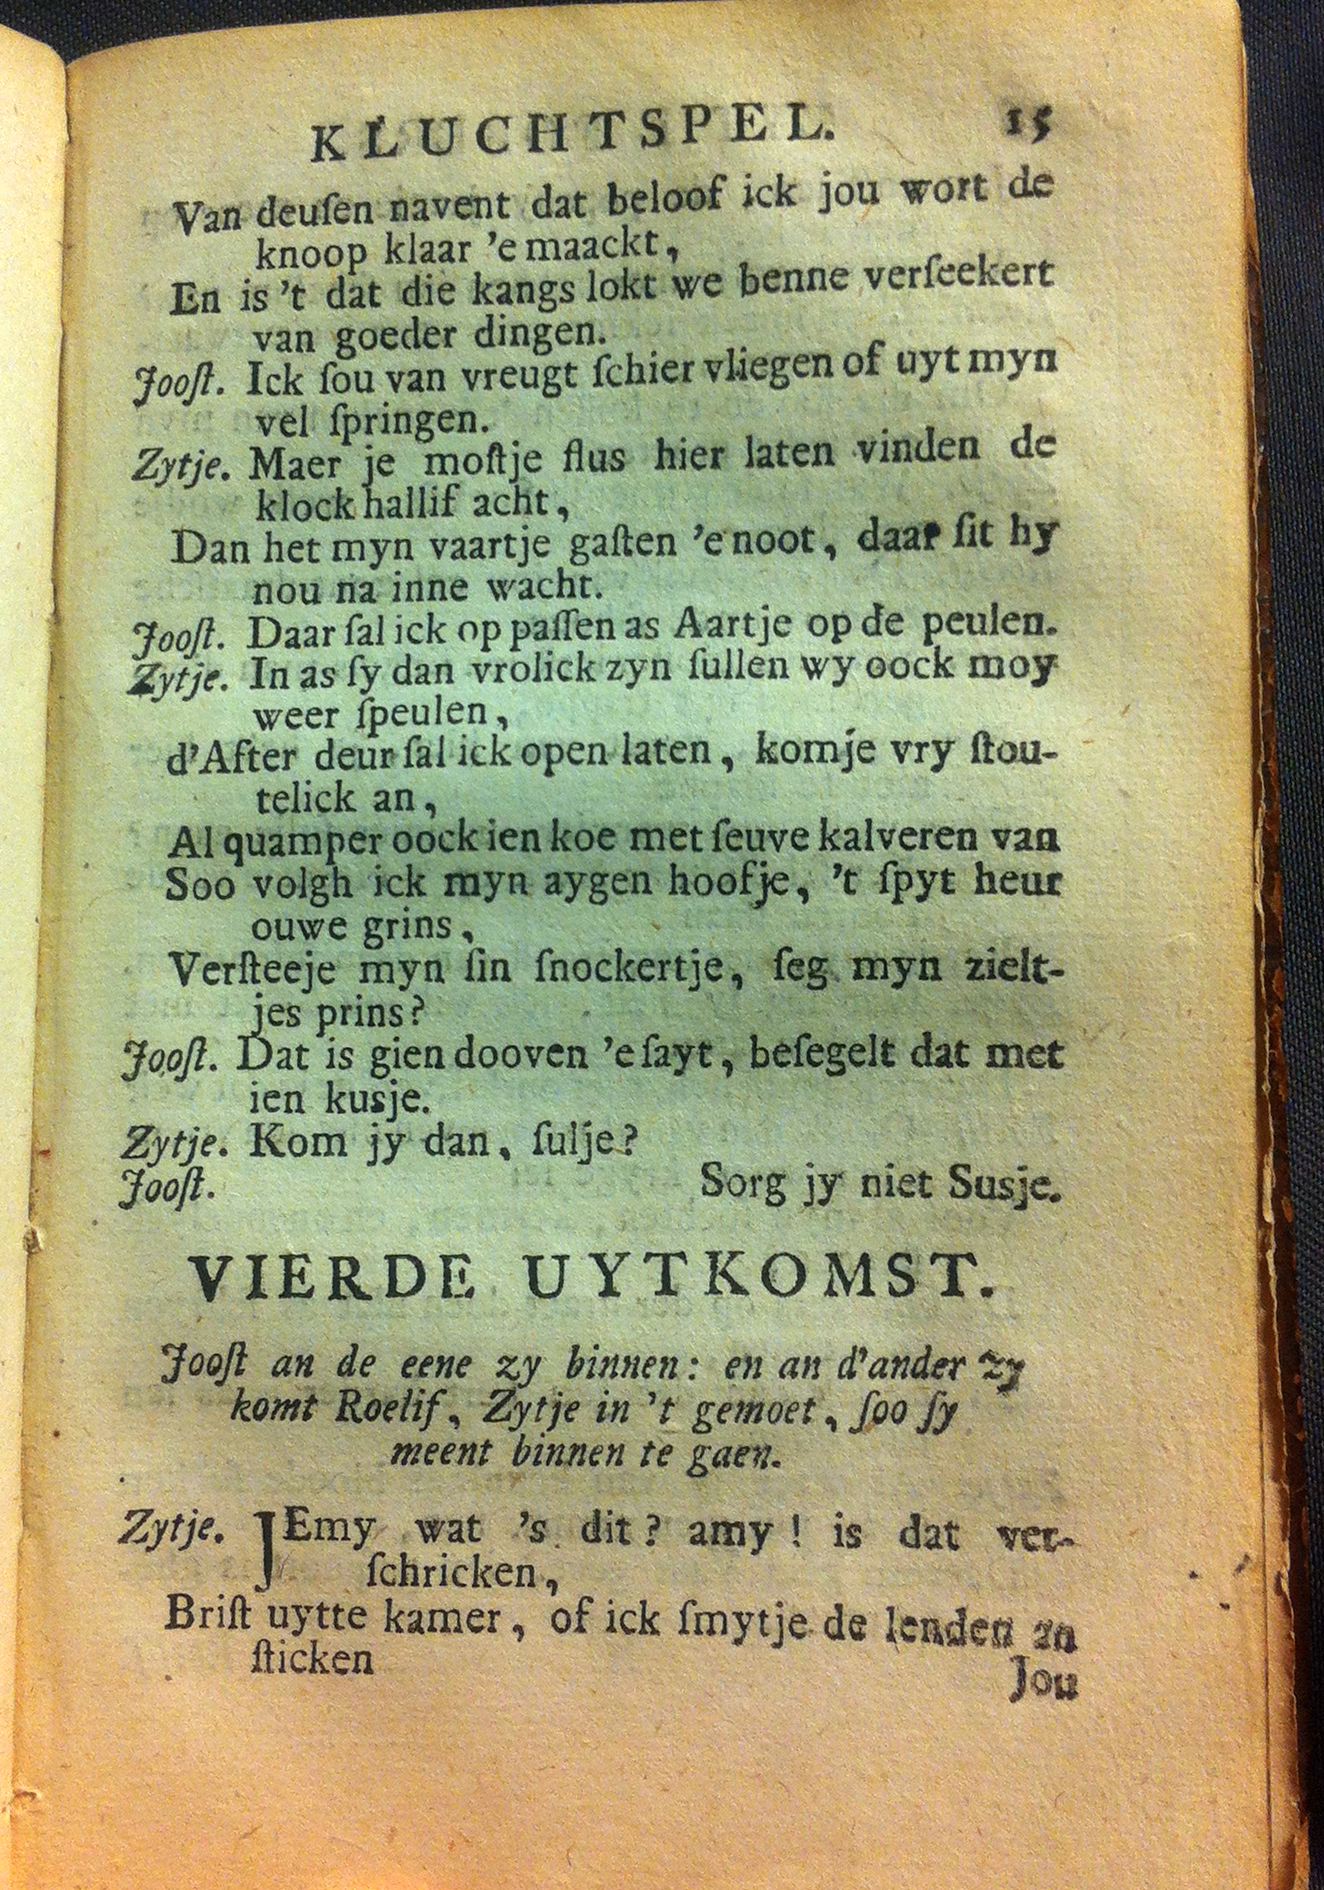 KLUCHTSPEL. 15
Van deuſen navent dat beloof ick jou wort de
knoop klaar 'e maackt,
En is 't dat die kangs lokt we benne verſeekert
van goeder dingen.
Jooſt. Ick ſou van vreugt ſchier vliegen of uyt myn
vel ſpringen.
Zytje. Maer je moſtje flus hier laten vinden de
klock hallif acht,
Dan het myn vaartje gaſten 'e noot, daar ſit hy
nou na inne wacht.
Jooſt. Daar ſal ick op paſſen as Aartje op de peulen.
Zytje. In as ſy dan vrolick zyn ſullen wy oock moy
weer ſpeulen,
d'After deur ſal ick open laten, komje vry ſtou-
telick an,
Al quamper oock ien koe met ſeuve kalveren van
Soo volgh ick myn aygen hoofje, 't ſpyt heur
ouwe grins,
Verſteeje myn ſin ſnockertje, ſeg myn zielt-
jes prins?
Jooſt. Dat is gien dooven 'e ſayt, beſegelt dat met
ien kusje.
Zytje. Kom jy dan, ſulje?
Jooſt. Sorg jy niet Susje.
VIERDE UYTKOMST.
Jooſt an de eene zy binnen: en an d'ander zy
komt Roelif, Zytje in 't gemoet, ſoo ſy
meent binnen te gaen.
Zytje. JEmy wat 's dit? amy! is dat ver-
ſchricken,
Briſt uytte kamer, of ick ſmytje de lenden an
ſticken
Jou